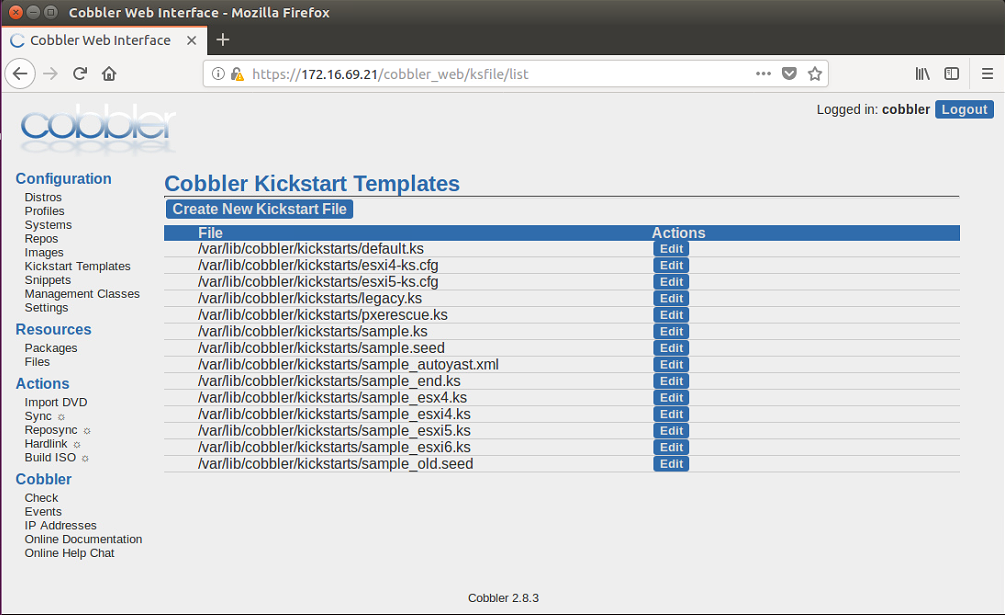 Cobbler Web Interface - Mozilla Firefox
Cobbler Web Interface
https://172.16.69.21/cobbler_web/ksfile/list
cobbler
Logged in: cobbler Logout
Configuration
Distros
Profiles
Systems
Repos
Images
Kickstart Templates
Snippets
Management Classes
Settings
Resources
Packages
Files
Actions
Import DVD
Sync
Reposync
Hardlink
Build ISO
Cobbler
Check
Events
IP Addresses
Online Documentation
Online Help Chat
Cobbler Kickstart Templates
Create New Kickstart File
File Actions
/var/lib/cobbler/kickstarts/default.ks Edit
/var/lib/cobbler/kickstarts/esxi4-ks.cfg Edit
/var/lib/cobbler/kickstarts/esxi5-ks.cfg Edit
/var/lib/cobbler/kickstarts/legacy.ks Edit
/var/lib/cobbler/kickstarts/pxerescue.ks Edit
/var/lib/cobbler/kickstarts/sample.ks Edit
/var/lib/cobbler/kickstarts/sample.seed Edit
/var/lib/cobbler/kickstarts/sample_autoyast.xml Edit
/var/lib/cobbler/kickstarts/sample_end.ks Edit
/var/lib/cobbler/kickstarts/sample_esx4.ks Edit
/var/lib/cobbler/kickstarts/sample_esxi4.ks Edit
/var/lib/cobbler/kickstarts/sample_esxi5.ks Edit
/var/lib/cobbler/kickstarts/sample_esxi6.ks Edit
/var/lib/cobbler/kickstarts/sample_old.seed Edit
Cobbler 2.8.3